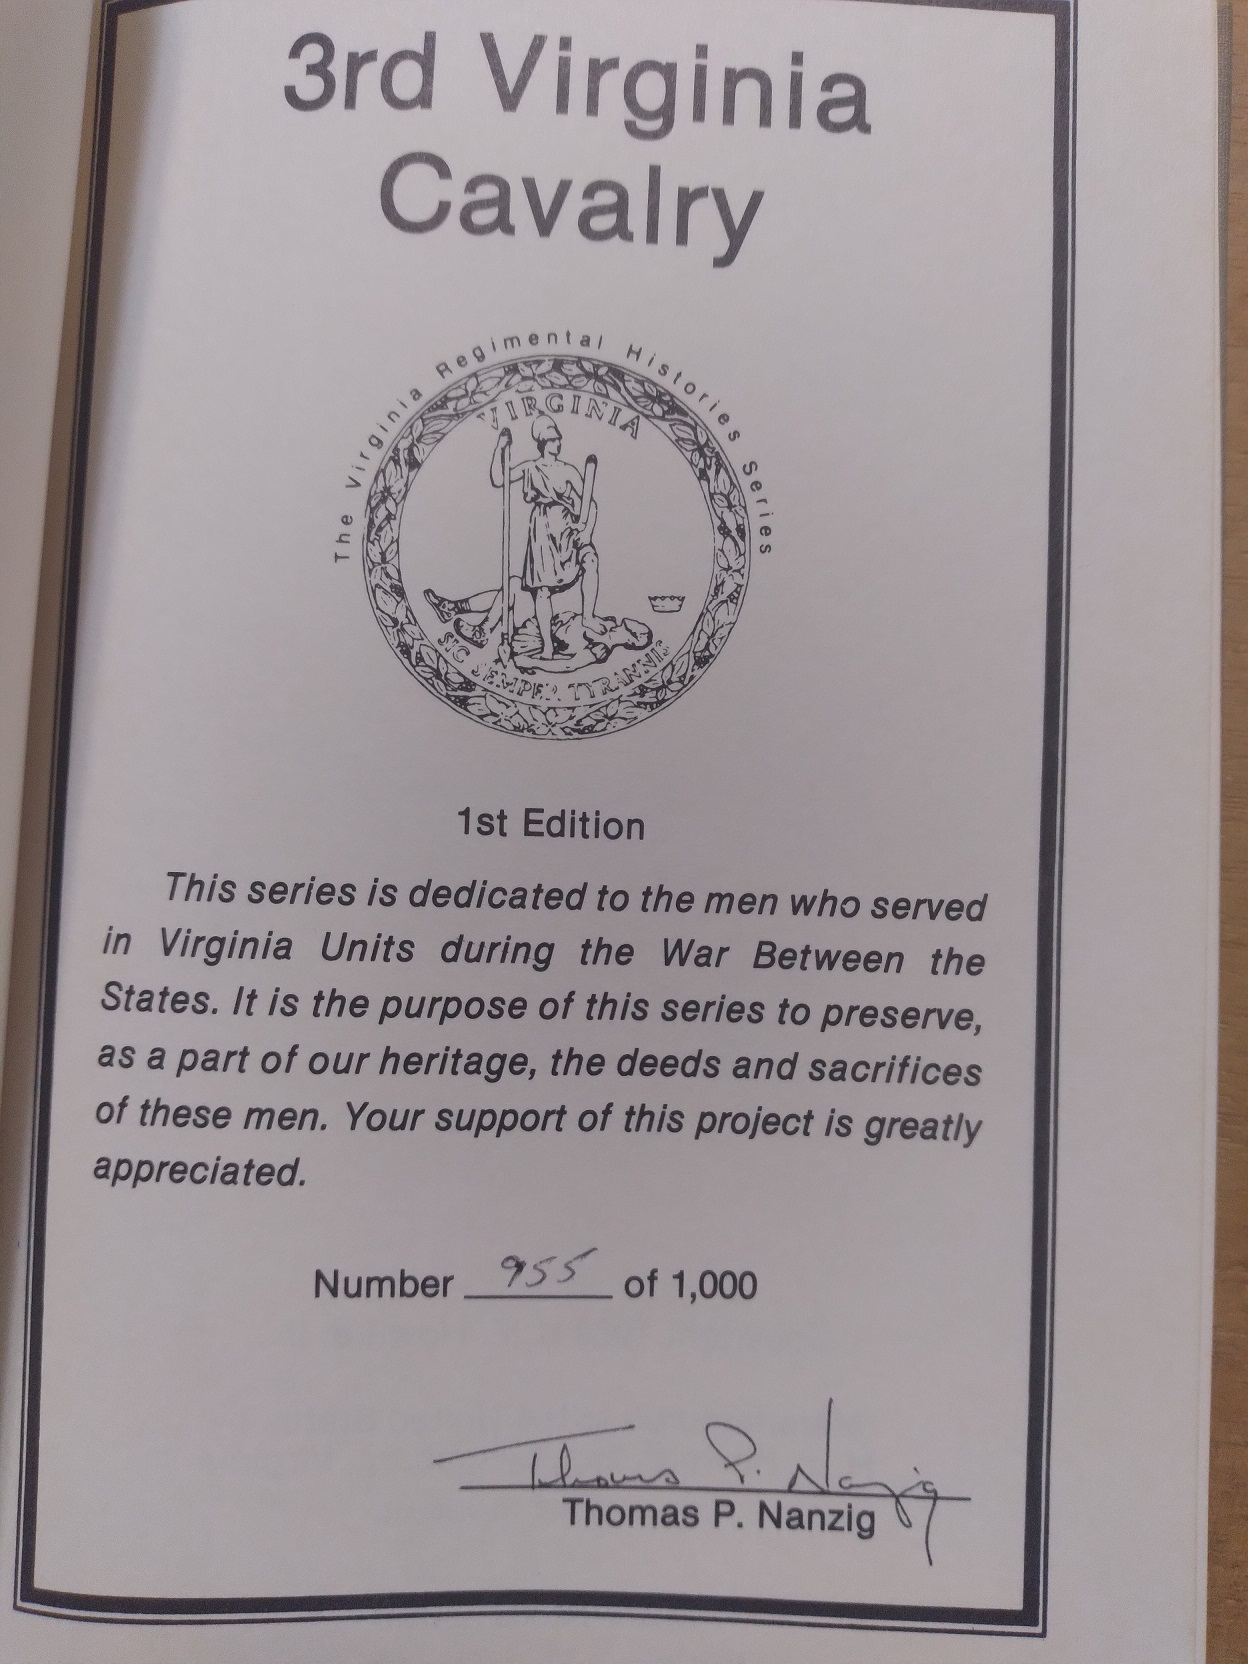 3rd Virginia
Cavalry
The Virginia Regimental Histories Series
VIRGINIA
SIC SEMPER TYRANNIS
1st Edition
This series is dedicated to the men who served
in Virginia Units during the War Between the
States. It is the purpose of this series to preserve,
as a part of our heritage, the deeds and sacrifices
of these men. Your support of this project is greatly
appreciated.
Number 955 of 1,000
Thomas P. Nanzig
Thomas P. Nanzig